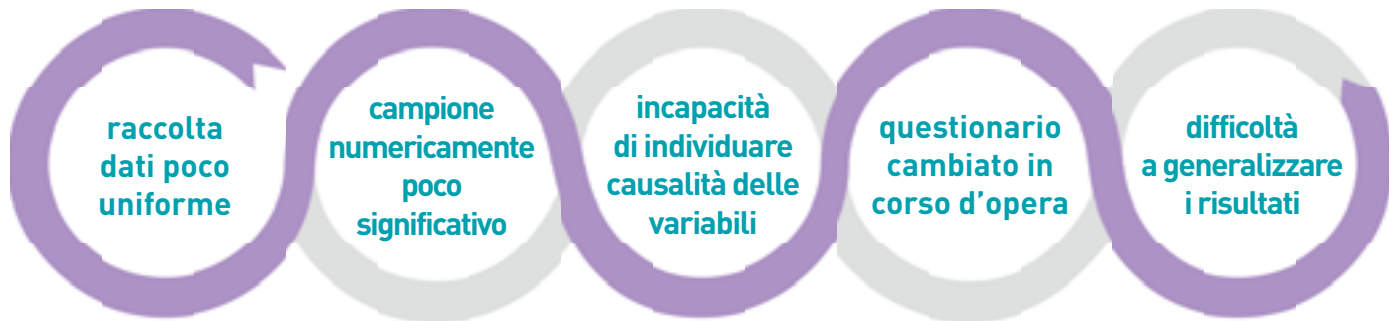 raccolta
dati poco
uniforme
campione
numericamente
poco
significativo
incapacità
di individuare
causalità delle
variabili
questionario
cambiato in
corso d'opera
difficoltà
a generalizzare
i risultati